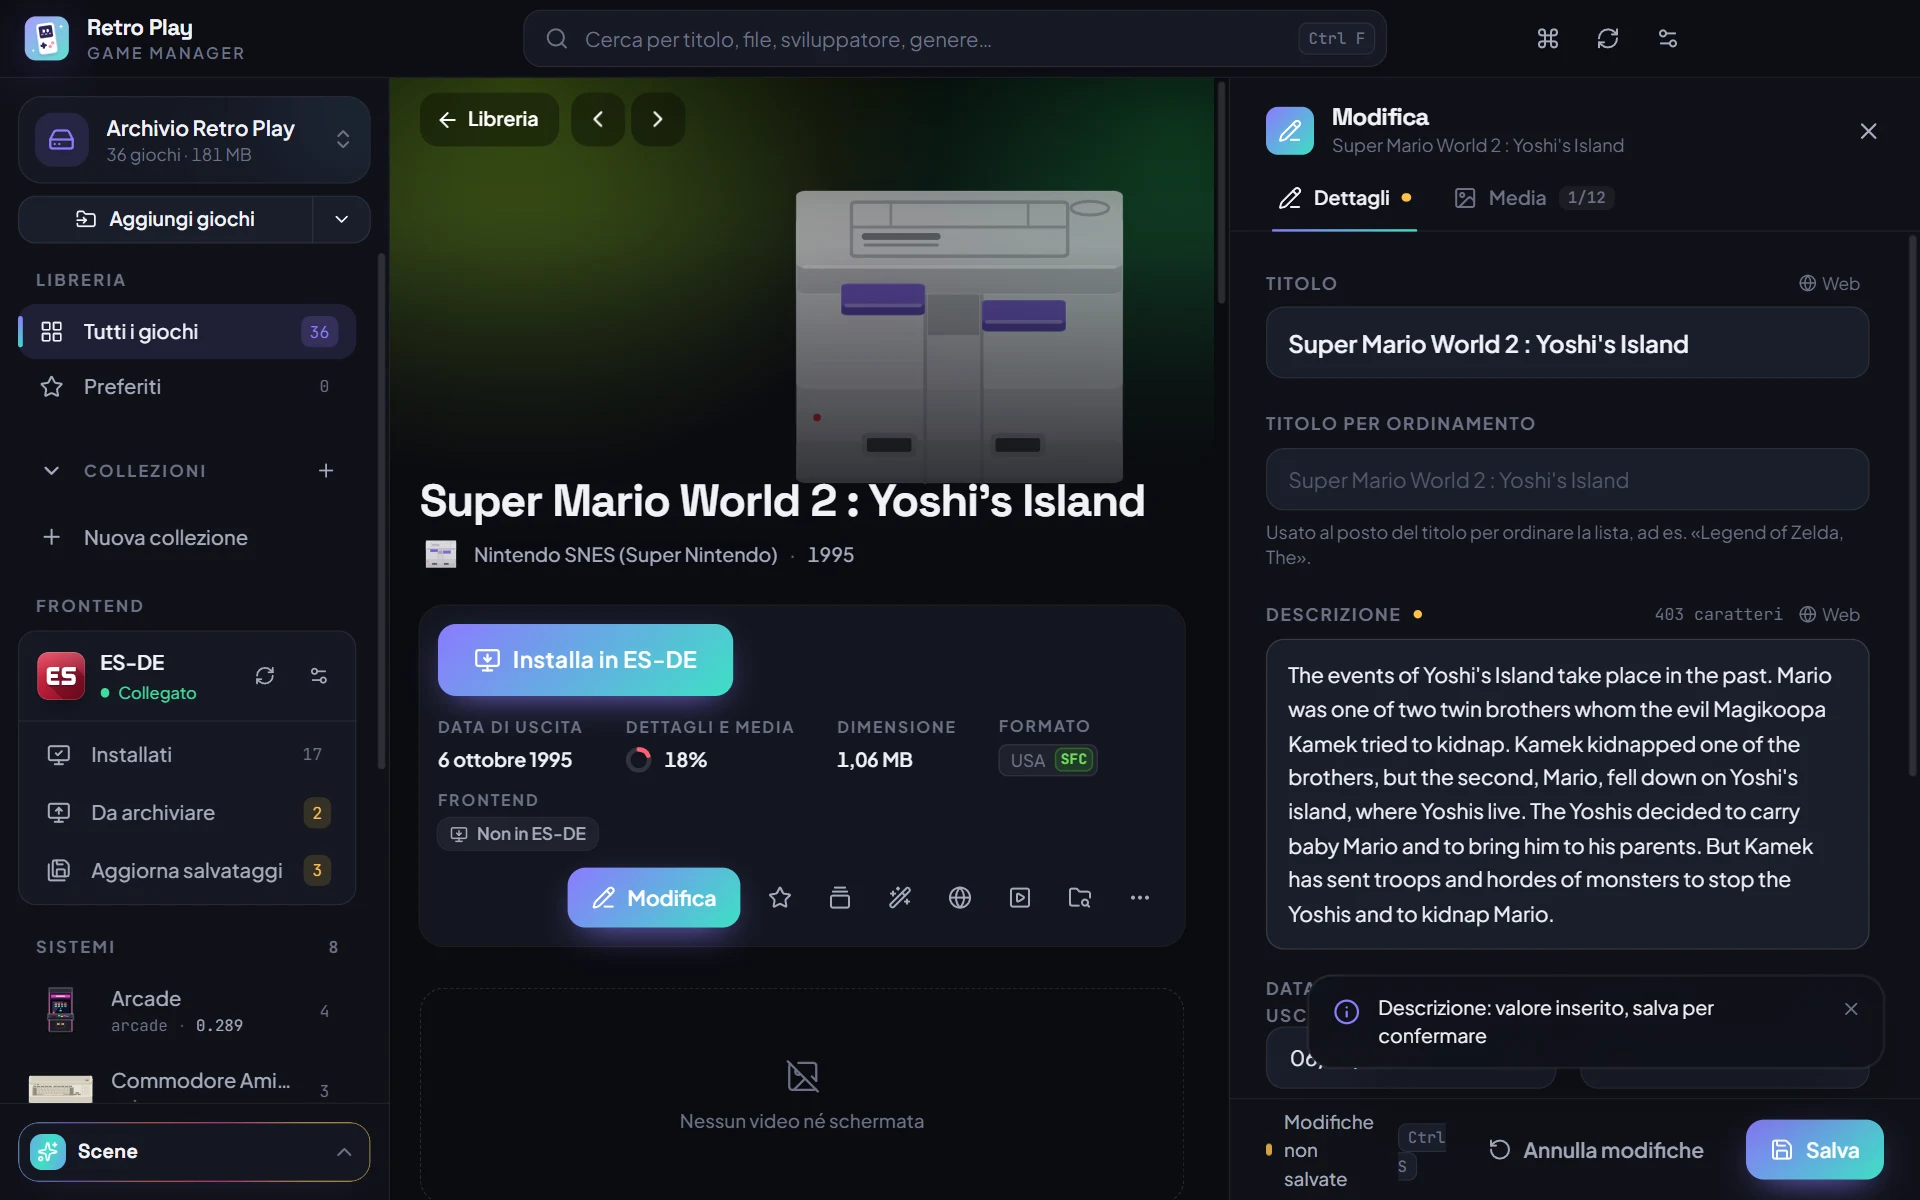 Retro Play
GAME MANAGER
Cerca per titolo, file, sviluppatore, genere...
Ctrl F
Archivio Retro Play
36 giochi · 181 MB
Aggiungi giochi
LIBRERIA
Tutti i giochi
36
Preferiti
0
COLLEZIONI
Nuova collezione
FRONTEND
ES
ES-DE
Collegato
Installati
17
Da archiviare
2
Aggiorna salvataggi
3
SISTEMI
8
Arcade
arcade · 0.289
4
Commodore Ami...
3
Scene
Libreria
Super Mario World 2 : Yoshi's Island
Nintendo SNES (Super Nintendo) · 1995
Installa in ES-DE
DATA DI USCITA
6 ottobre 1995
DETTAGLI E MEDIA
18%
DIMENSIONE
1,06 MB
FORMATO
USA SFC
FRONTEND
Non in ES-DE
Modifica
Nessun video né schermata
Modifica
Super Mario World 2 : Yoshi's Island
Dettagli
Media
1/12
TITOLO
Web
Super Mario World 2 : Yoshi's Island
TITOLO PER ORDINAMENTO
Super Mario World 2 : Yoshi's Island
Usato al posto del titolo per ordinare la lista, ad es. «Legend of Zelda,
The».
DESCRIZIONE
403 caratteri
Web
The events of Yoshi's Island take place in the past. Mario
was one of two twin brothers whom the evil Magikoopa
Kamek tried to kidnap. Kamek kidnapped one of the
brothers, but the second, Mario, fell down on Yoshi's
island, where Yoshis live. The Yoshis decided to carry
baby Mario and to bring him to his parents. But Kamek
has sent troops and hordes of monsters to stop the
Yoshis and to kidnap Mario.
DATA
USC
06
Descrizione: valore inserito, salva per
confermare
Modifiche
non
salvate
Ctrl
S
Annulla modifiche
Salva